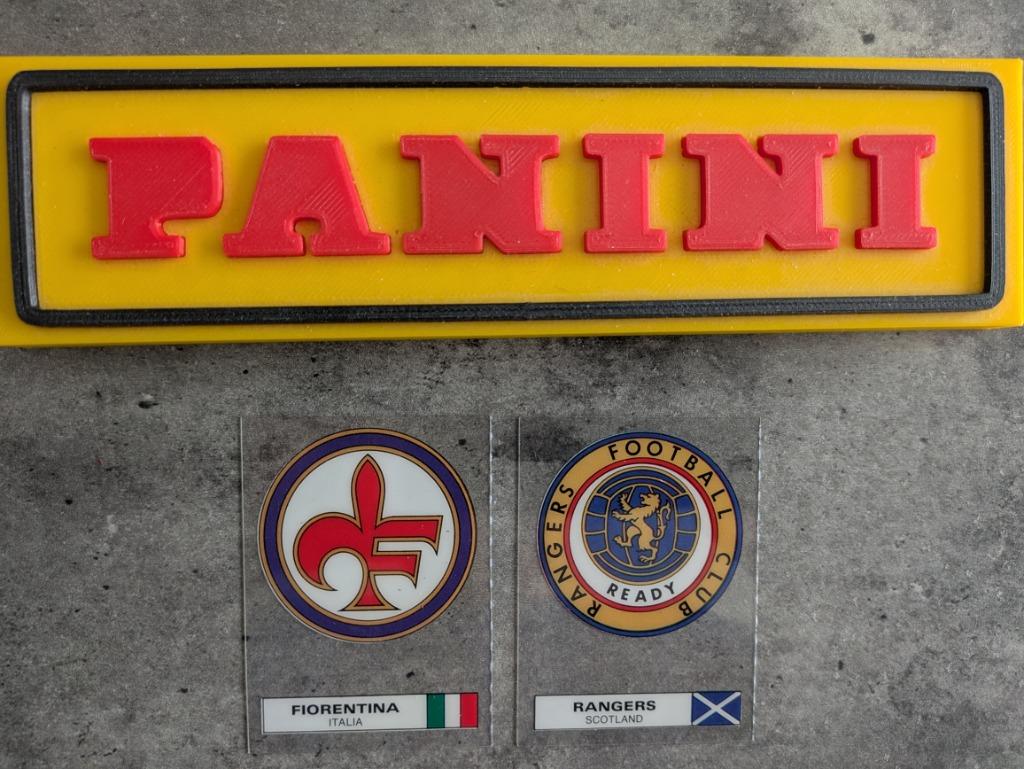 PANINI
RANGERS FOOTBALL CLUB
READY
FIORENTINA
ITALIA
RANGERS
SCOTLAND